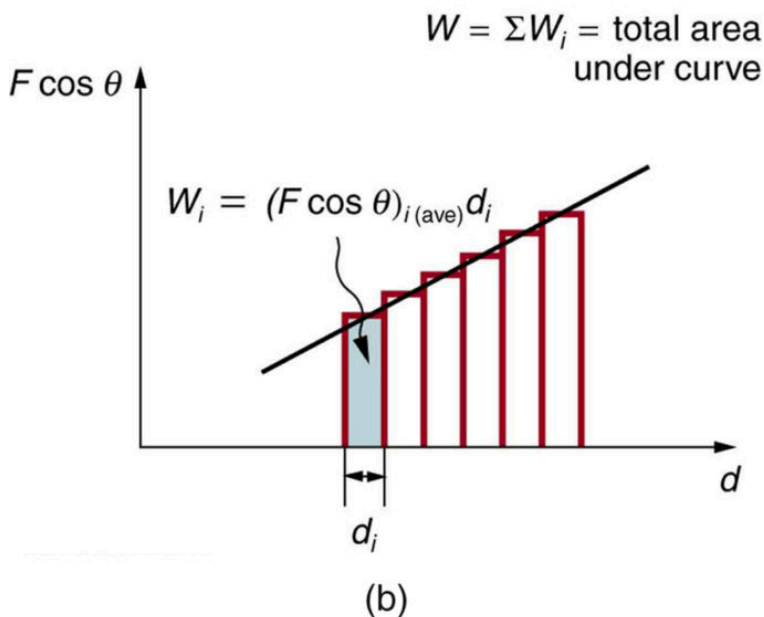 W = ΣWᵢ = total area
under curve
F cos θ
Wᵢ = (F cos θ)ᵢ₍ave₎dᵢ
d
dᵢ
(b)